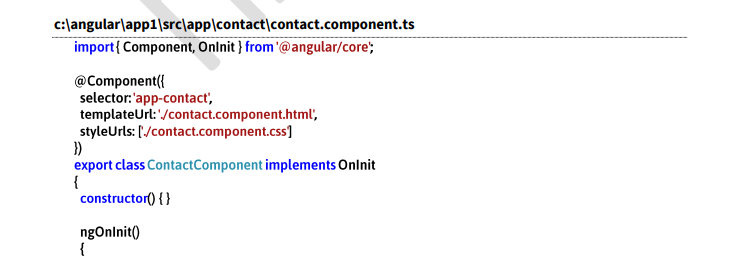 c:\angular\app1\src\app\contact\contact.component.ts
import { Component, OnInit } from '@angular/core';
@Component({
selector: 'app-contact',
templateUrl: './contact.component.html',
styleUrls: ['./contact.component.css']
})
export class ContactComponent implements OnInit
{
constructor() { }
ngOnInit()
{